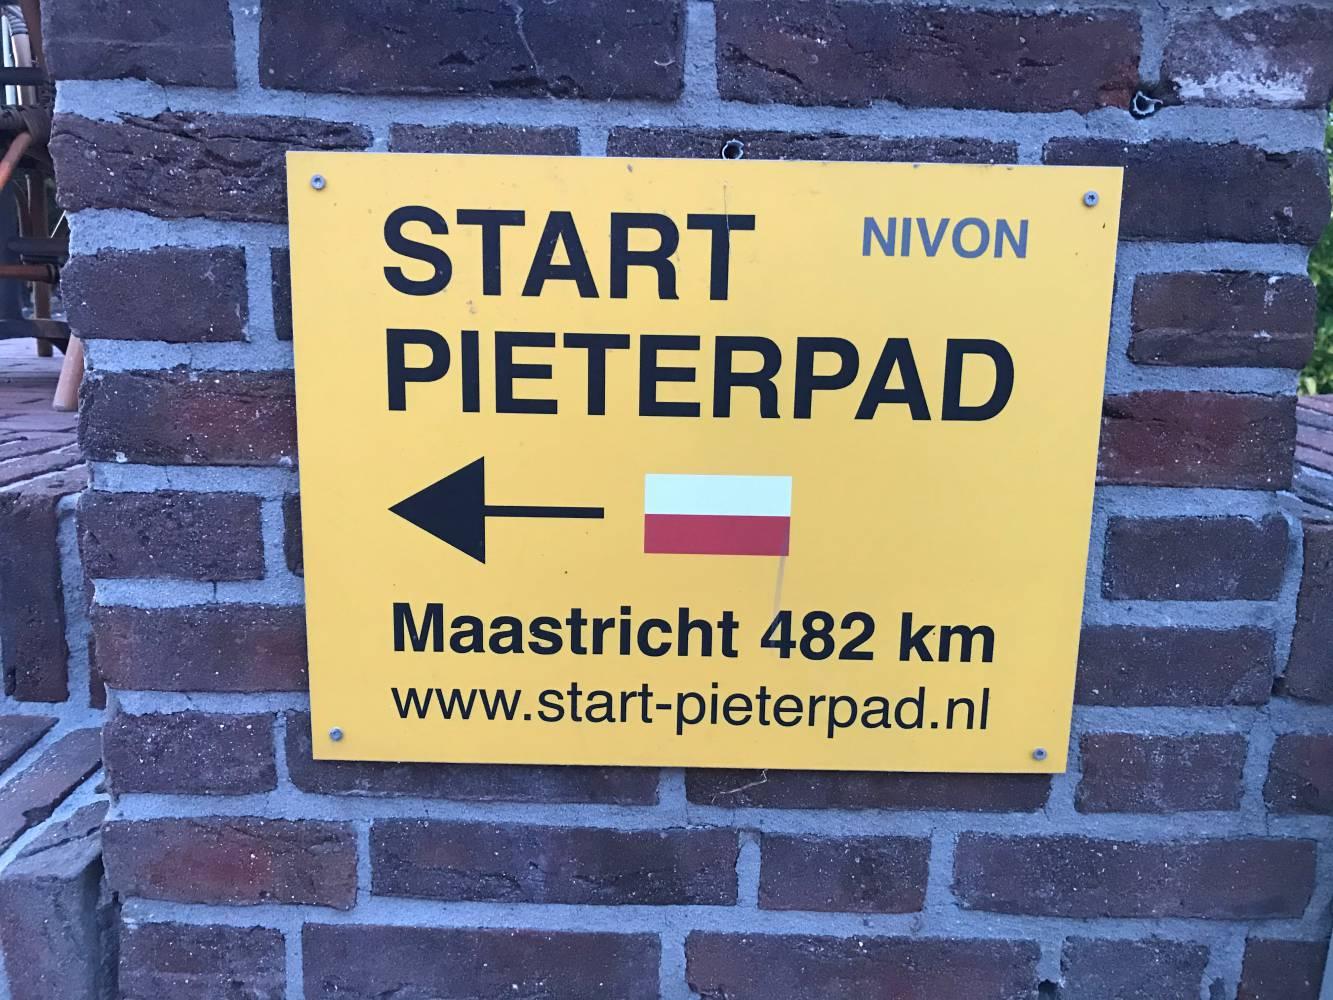 START
NIVON
PIETERPAD
Maastricht 482 km
www.start-pieterpad.nl